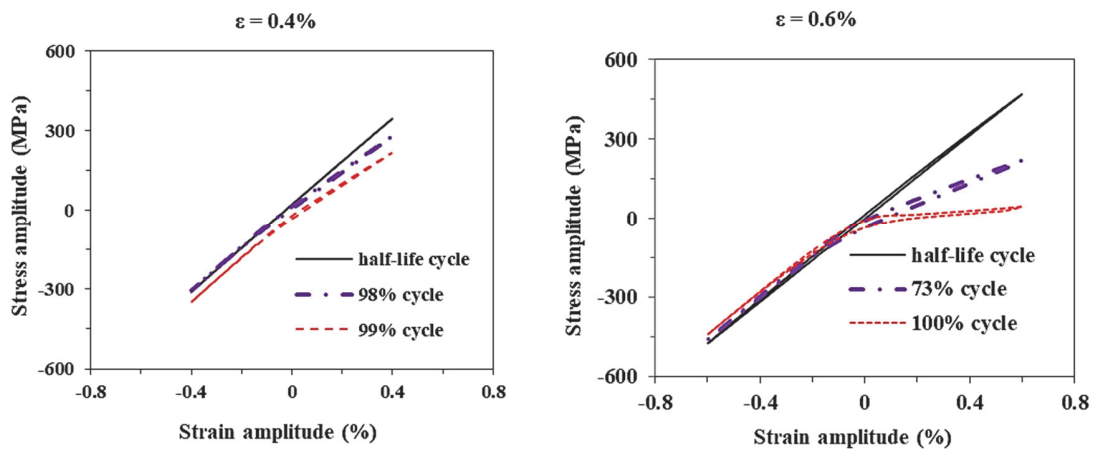 ε = 0.4%
600
300
0
-300
-600
-0.8
-0.4
0
0.4
0.8
Stress amplitude (MPa)
Strain amplitude (%)
half-life cycle
98% cycle
99% cycle
ε = 0.6%
600
300
0
-300
-600
-0.8
-0.4
0
0.4
0.8
Stress amplitude (MPa)
Strain amplitude (%)
half-life cycle
73% cycle
100% cycle